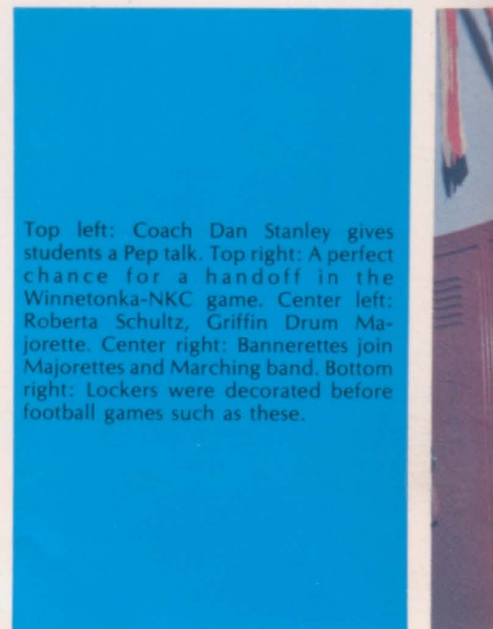 Top left: Coach Dan Stanley gives
students a Pep talk. Top right: A perfect
chance for a handoff in the
Winnetonka-NKC game. Center left:
Roberta Schultz, Griffin Drum Ma-
jorette. Center right: Bannerettes join
Majorettes and Marching band. Bottom
right: Lockers were decorated before
football games such as these.